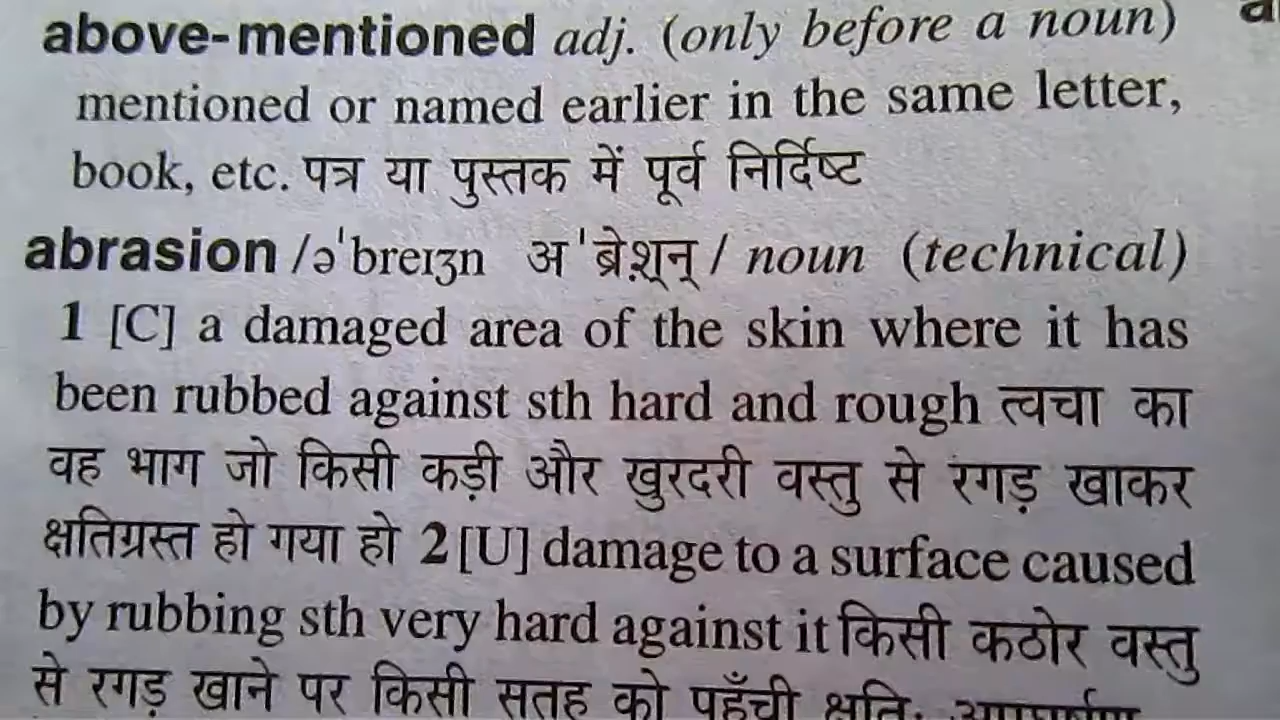 above-mentioned adj. (only before a noun)
mentioned or named earlier in the same letter,
book, etc. पत्र या पुस्तक में पूर्व निर्दिष्ट
abrasion /əˈbreɪʒn अ'ब्रेश़्न्/ noun (technical)
1 [C] a damaged area of the skin where it has
been rubbed against sth hard and rough त्वचा का
वह भाग जो किसी कड़ी और खुरदरी वस्तु से रगड़ खाकर
क्षतिग्रस्त हो गया हो 2 [U] damage to a surface caused
by rubbing sth very hard against it किसी कठोर वस्तु
से रगड़ खाने पर किसी सतह को पहुँची क्षति;